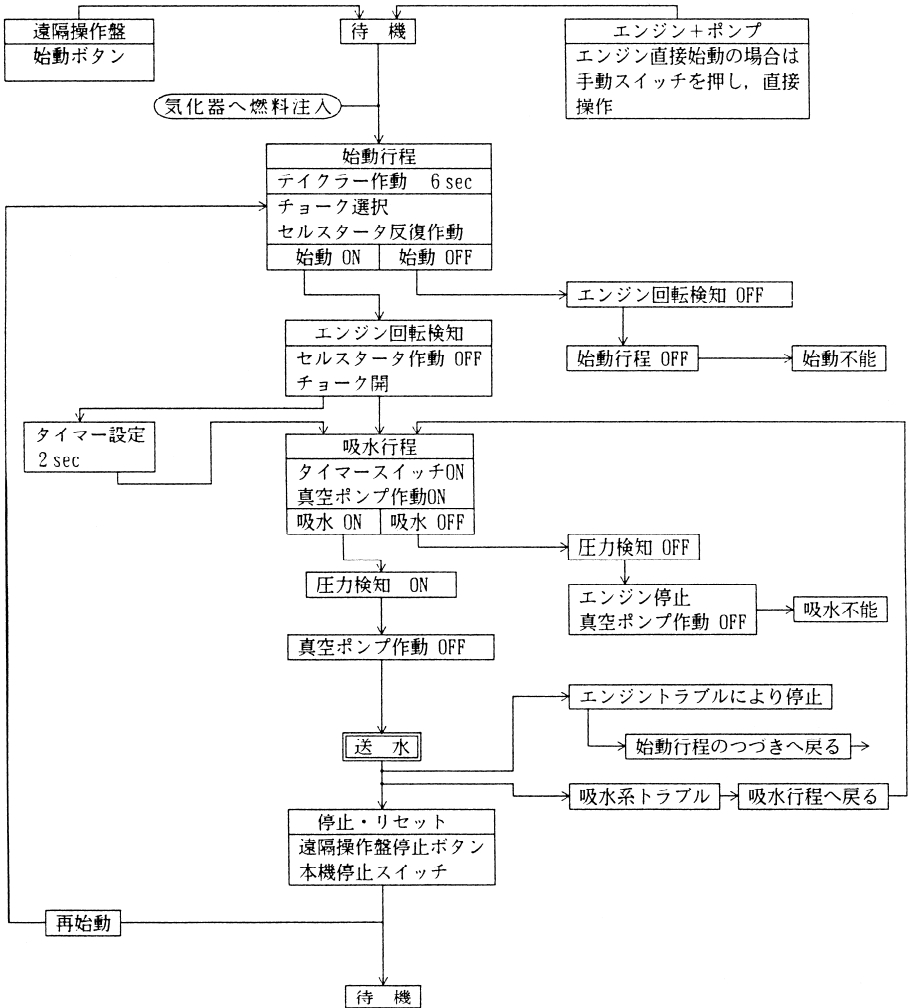 遠隔操作盤
始動ボタン
待 機
エンジン+ポンプ
エンジン直接始動の場合は
手動スイッチを押し,直接
操作
気化器へ燃料注入
始動行程
テイクラー作動 6 sec
チョーク選択
セルスタータ反復作動
始動 ON
始動 OFF
エンジン回転検知 OFF
始動行程 OFF
始動不能
エンジン回転検知
セルスタータ作動 OFF
チョーク開
タイマー設定
2 sec
吸水行程
タイマースイッチON
真空ポンプ作動ON
吸水 ON
吸水 OFF
圧力検知 OFF
エンジン停止
真空ポンプ作動 OFF
吸水不能
圧力検知 ON
真空ポンプ作動 OFF
送 水
エンジントラブルにより停止
始動行程のつづきへ戻る
吸水系トラブル
吸水行程へ戻る
停止・リセット
遠隔操作盤停止ボタン
本機停止スイッチ
再始動
待 機